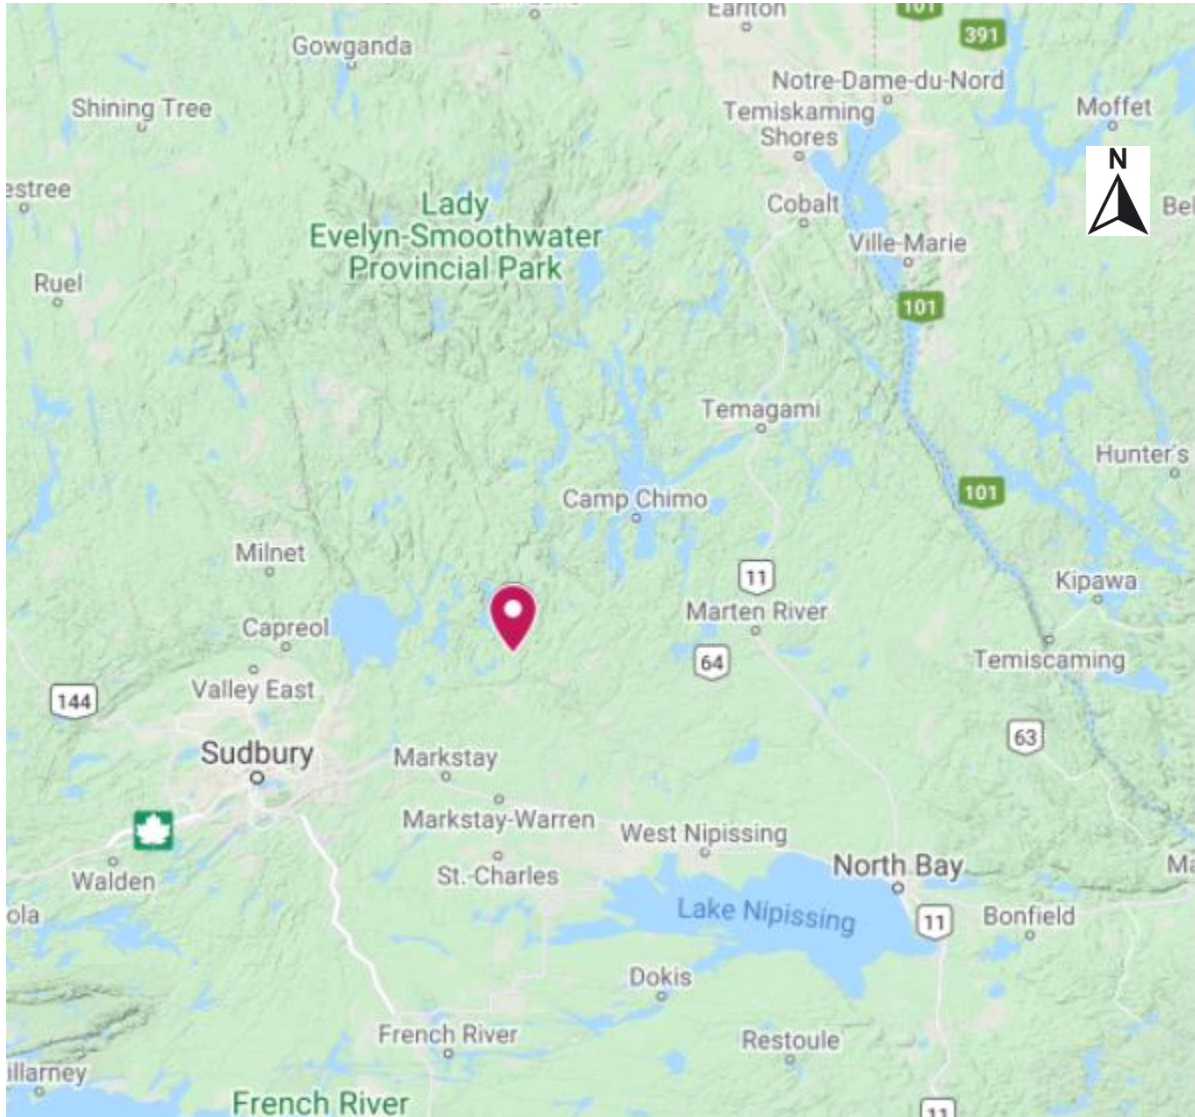 Earlton
101
391
Gowganda
Notre-Dame-du-Nord
Shining Tree
Temiskaming
Shores
Moffet
N
estree
Lady
Evelyn-Smoothwater
Provincial Park
Cobalt
Bel
Ville-Marie
Ruel
101
Temagami
Hunter's
Camp Chimo
101
Milnet
11
Kipawa
Capreol
Marten River
64
Temiscaming
Valley East
144
63
Sudbury
Markstay
Markstay-Warren
West Nipissing
North Bay
Ma
Walden
St.-Charles
ola
Lake Nipissing
11
Bonfield
Dokis
French River
Restoule
illarney
French River
11